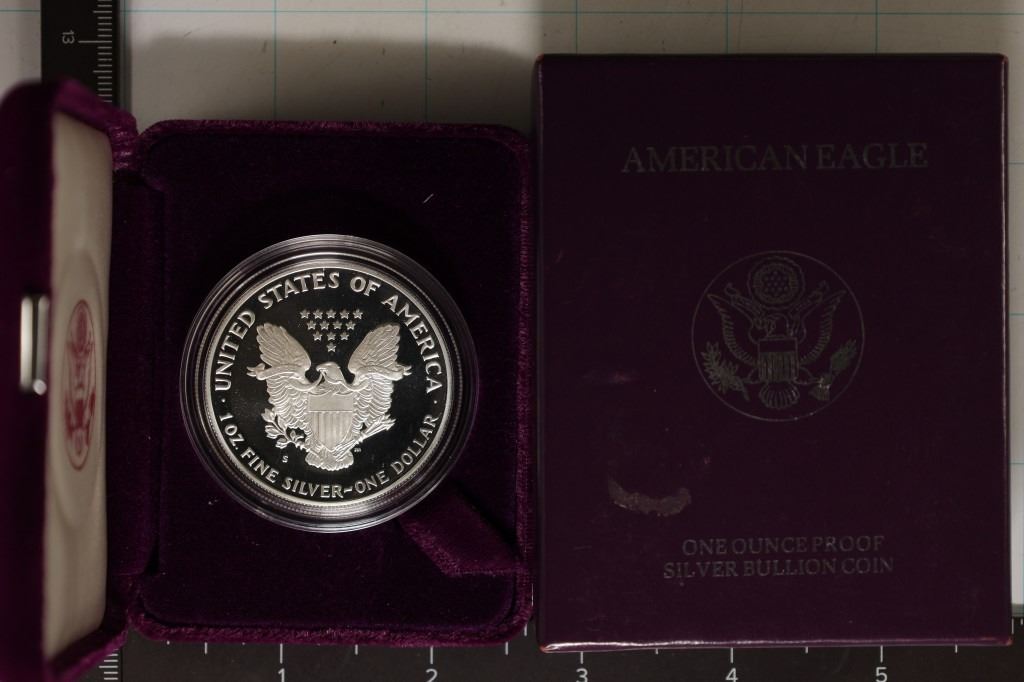 13
UNITED STATES OF AMERICA
1 OZ. FINE SILVER~ONE DOLLAR
S
AMERICAN EAGLE
ONE OUNCE PROOF
SILVER BULLION COIN
1 2 3 4 5